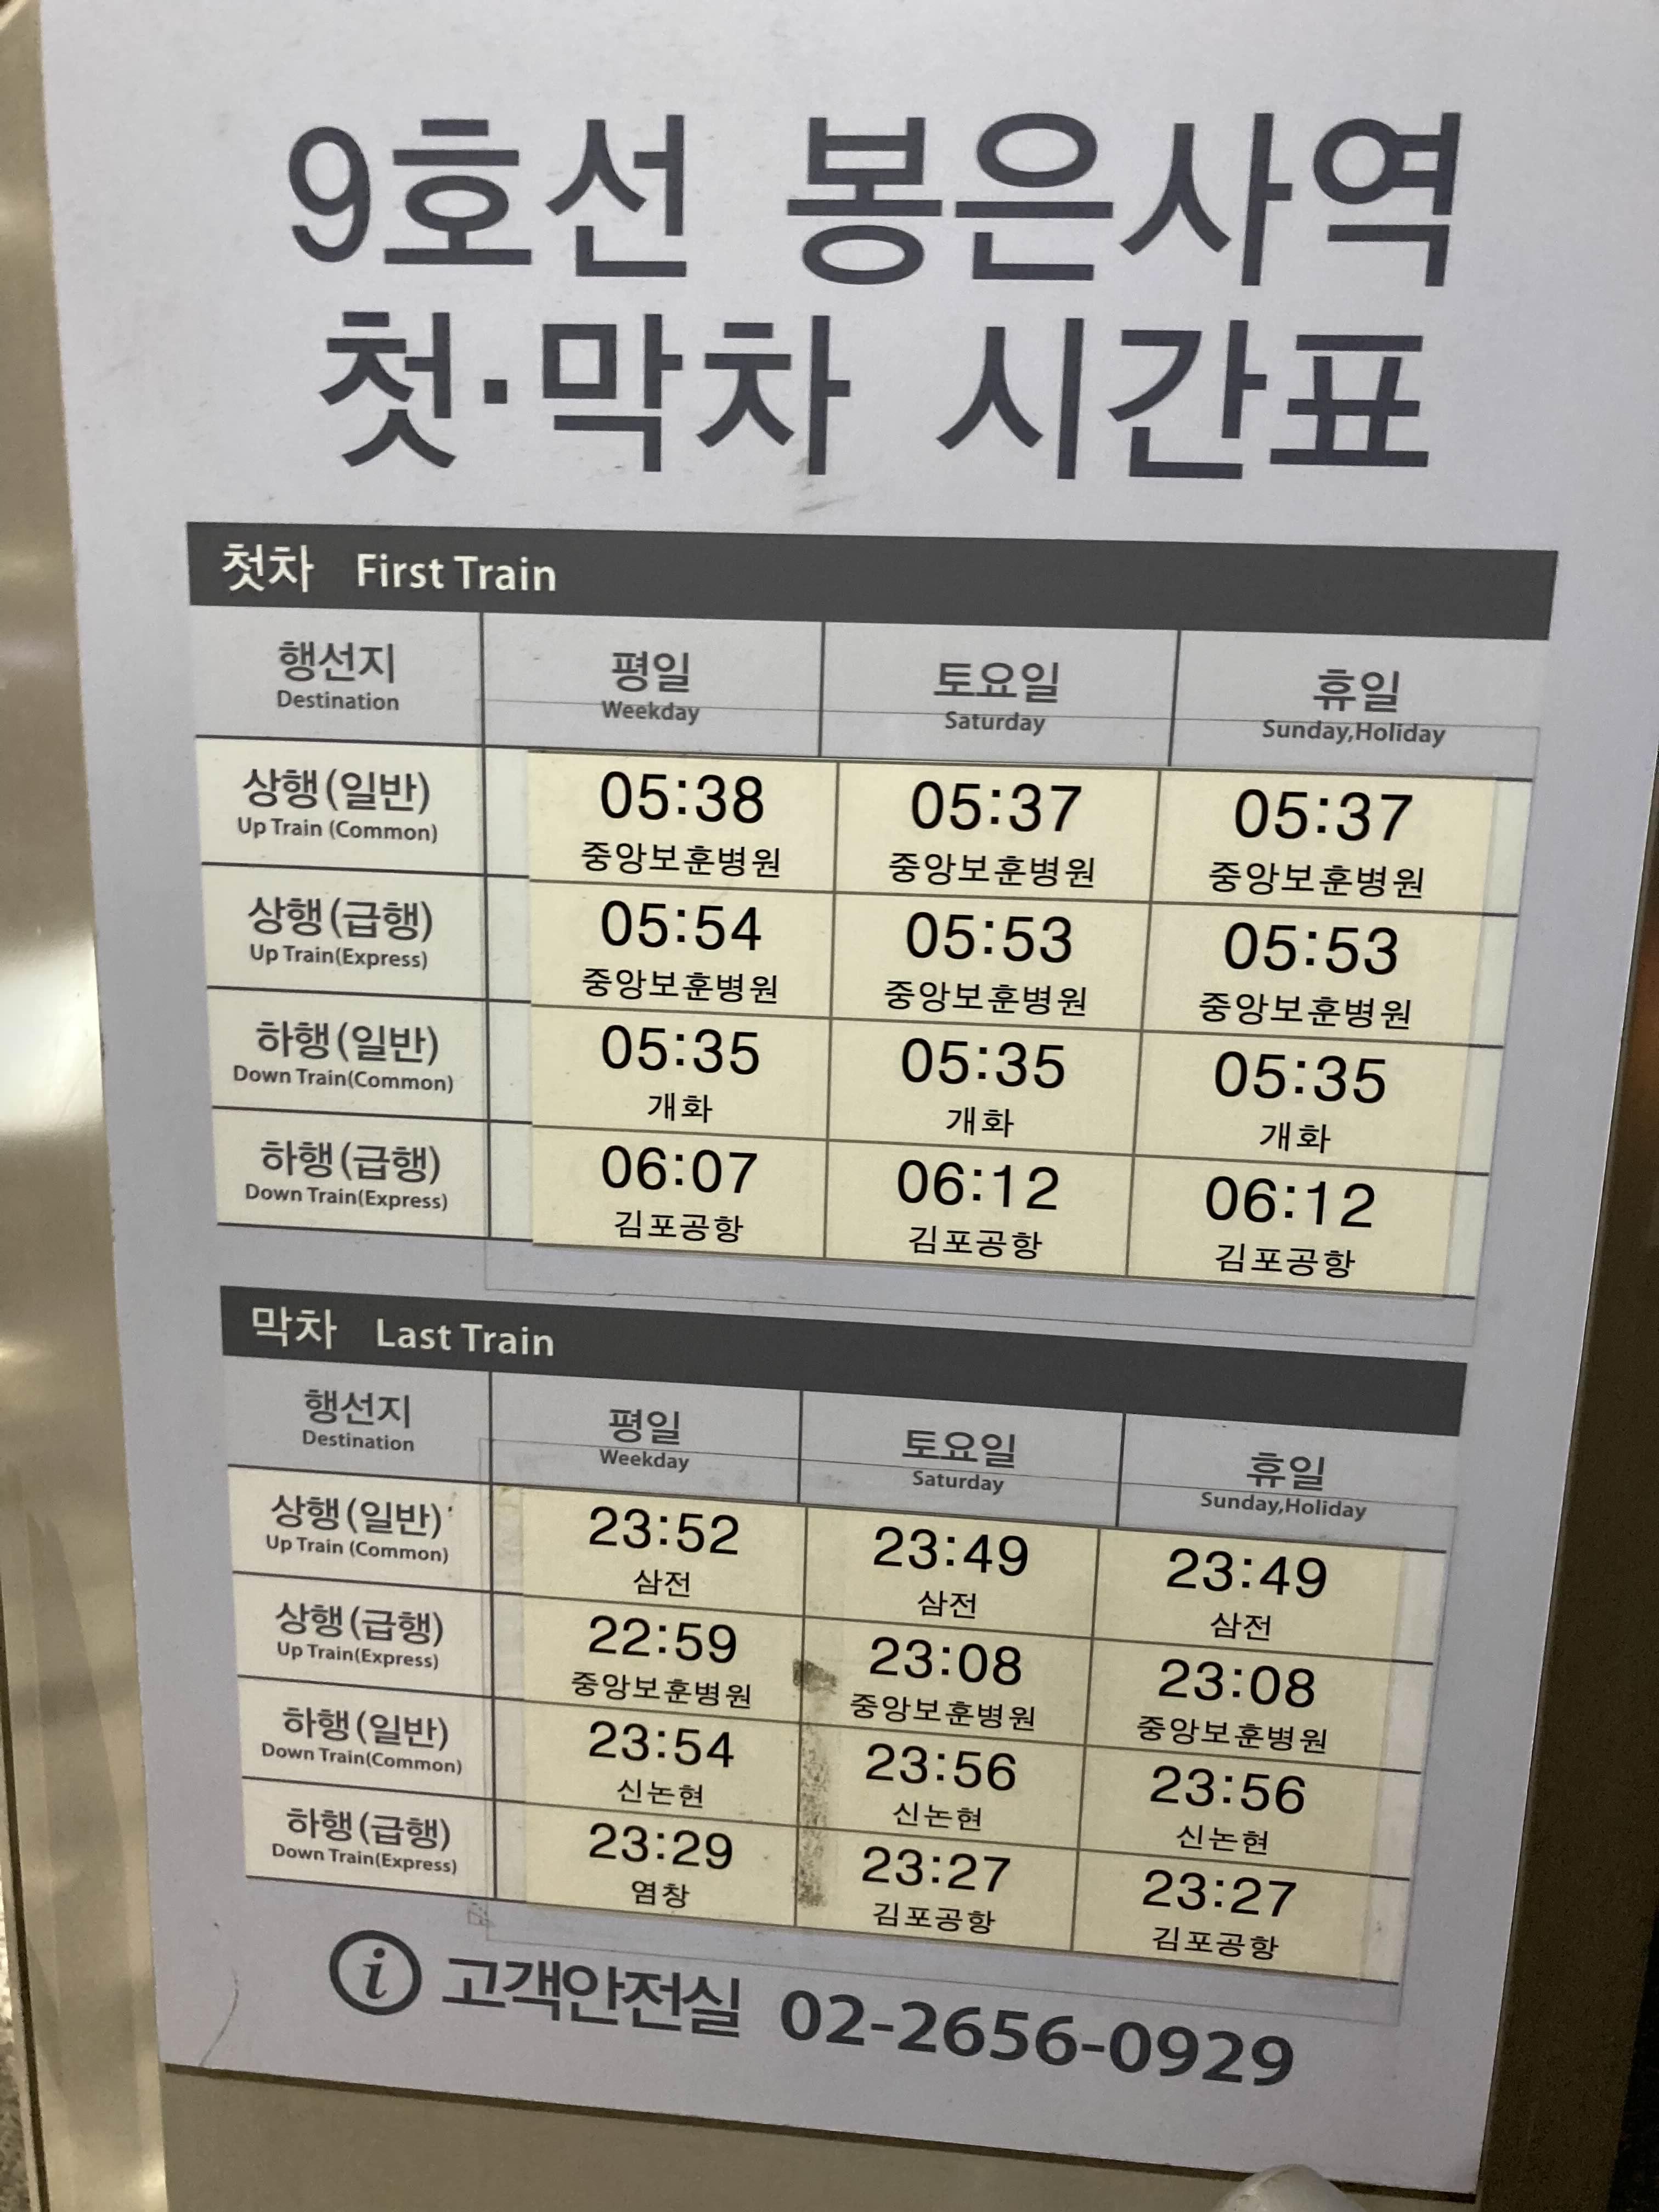 9호선 봉은사역
첫·막차 시간표
첫차 First Train
행선지 평일 토요일 휴일
Destination Weekday Saturday Sunday,Holiday
상행(일반) 05:38 05:37 05:37
Up Train (Common) 중앙보훈병원 중앙보훈병원 중앙보훈병원
상행(급행) 05:54 05:53 05:53
Up Train(Express) 중앙보훈병원 중앙보훈병원 중앙보훈병원
하행(일반) 05:35 05:35 05:35
Down Train(Common) 개화 개화 개화
하행(급행) 06:07 06:12 06:12
Down Train(Express) 김포공항 김포공항 김포공항
막차 Last Train
행선지 평일 토요일 휴일
Destination Weekday Saturday Sunday,Holiday
상행(일반) 23:52 23:49 23:49
Up Train (Common) 삼전 삼전 삼전
상행(급행) 22:59 23:08 23:08
Up Train(Express) 중앙보훈병원 중앙보훈병원 중앙보훈병원
하행(일반) 23:54 23:56 23:56
Down Train(Common) 신논현 신논현 신논현
하행(급행) 23:29 23:27 23:27
Down Train(Express) 염창 김포공항 김포공항
i 고객안전실 02-2656-0929